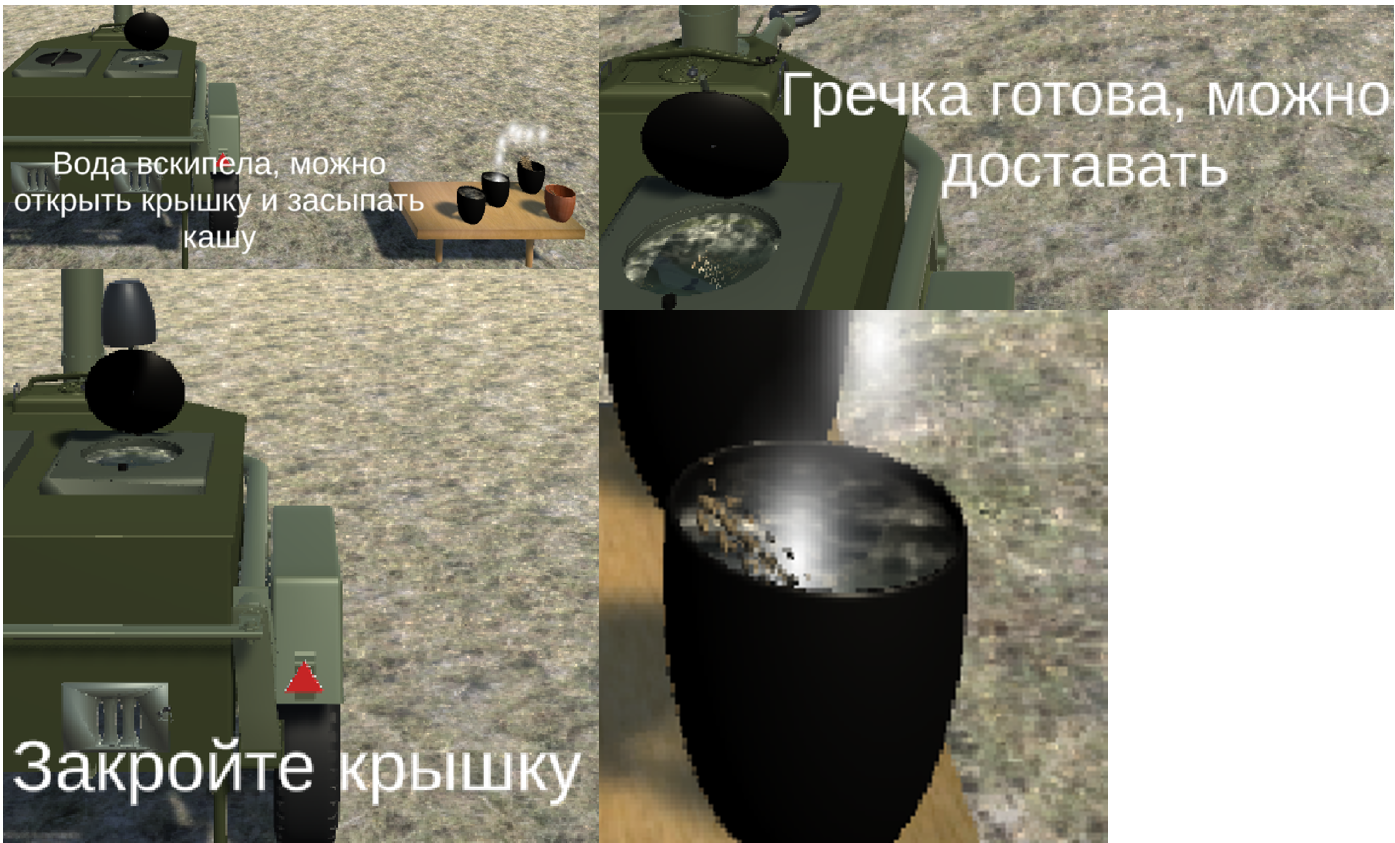 Вода вскипела, можно
открыть крышку и засыпать
кашу
Гречка готова, можно
доставать
Закройте крышку